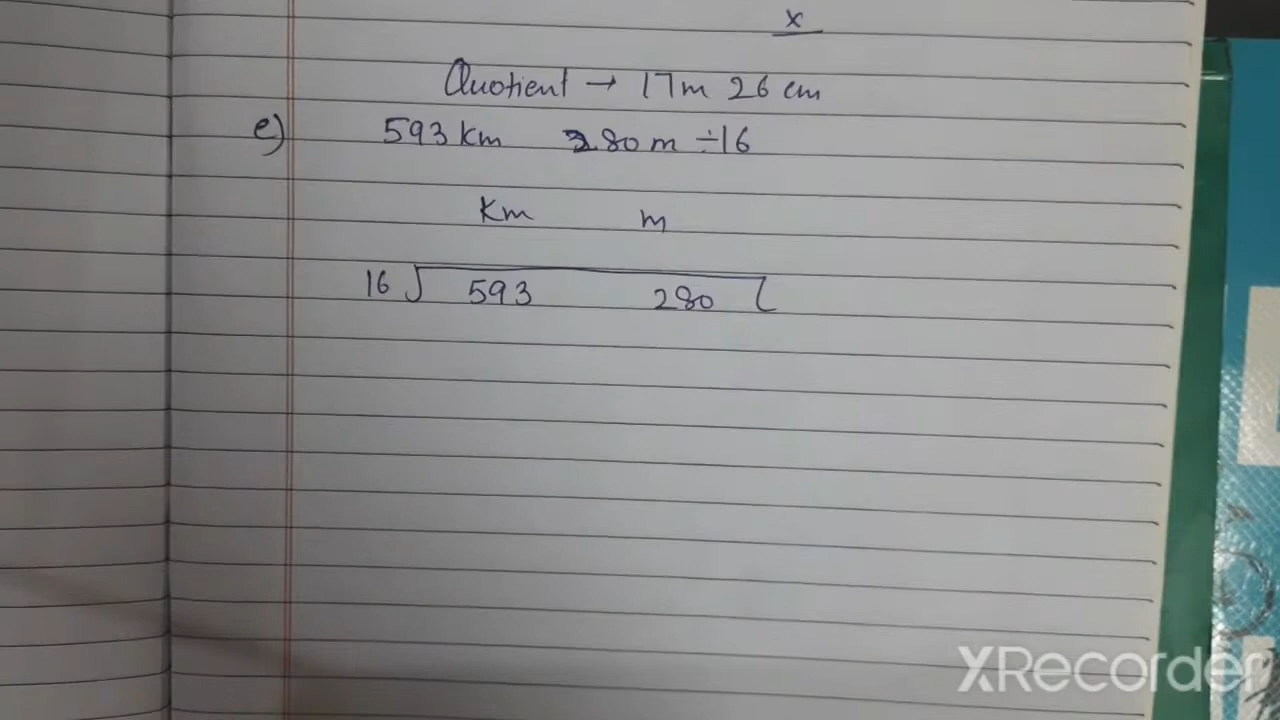 x
Quotient → 17m 26 cm
e) 593 Km 280 m ÷ 16
Km m
16 593 280
XRecorder